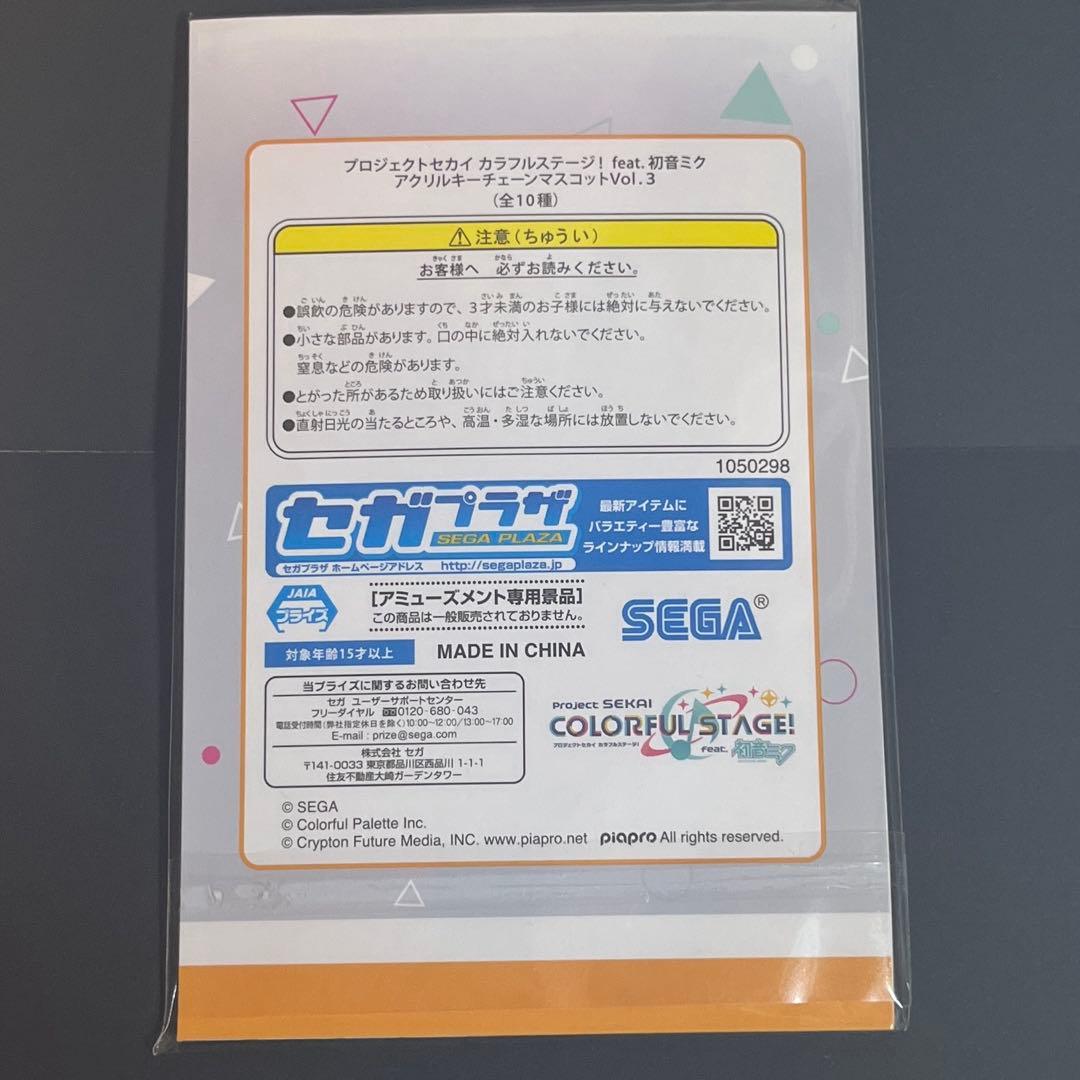 プロジェクトセカイ カラフルステージ! feat.初音ミク
アクリルキーチェーンマスコットVol.3
(全10種)
⚠注意(ちゅうい)
お客様へ 必ずお読みください。
●誤飲の危険がありますので、3才未満のお子様には絶対に与えないでください。
●小さな部品があります。口の中に絶対入れないでください。
窒息などの危険があります。
●とがった所があるため取り扱いにはご注意ください。
●直射日光の当たるところや、高温・多湿な場所には放置しないでください。
1050298
セガプラザ
SEGA PLAZA
最新アイテムに
バラエティー豊富な
ラインナップ情報満載
セガプラザ ホームページアドレス http://segaplaza.jp
JAIA
プライズ
[アミューズメント専用景品]
この商品は一般販売されておりません。
SEGA®
対象年齢15才以上
MADE IN CHINA
当プライズに関するお問い合わせ先
セガ ユーザーサポートセンター
フリーダイヤル 0120-680-043
電話受付時間(弊社指定休日を除く)10:00~12:00/13:00~17:00
E-mail : prize@sega.com
株式会社 セガ
〒141-0033 東京都品川区西品川 1-1-1
住友不動産大崎ガーデンタワー
Project SEKAI
COLORFUL STAGE!
プロジェクトセカイ カラフルステージ!
feat. 初音ミク
© SEGA
© Colorful Palette Inc.
© Crypton Future Media, INC. www.piapro.net piapro All rights reserved.